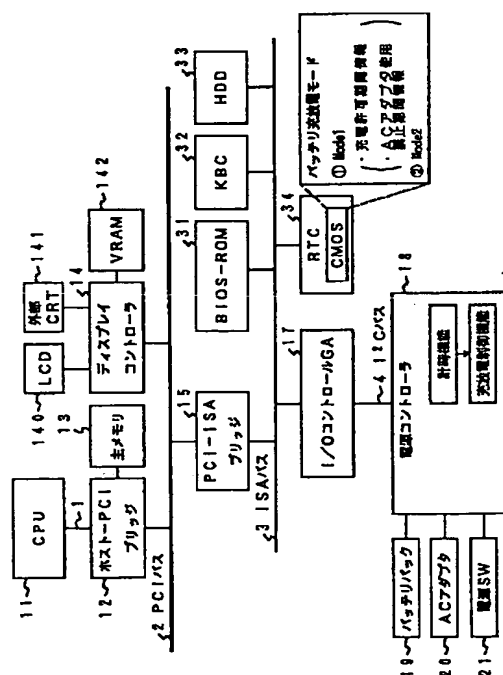 CPU
11
1
ホストーPCI
ブリッジ
12
主メモリ
13
LCD
140
外部
CRT
141
14
ディスプレイ
コントローラ
VRAM
142
2 PCIバス
PCI-ISA
ブリッジ
15
BIOS-ROM
31
KBC
32
HDD
33
3 ISAバス
I/OコントロールGA
17
RTC
CMOS
34
バッテリ充放電モード
① Mode1
・充電許可期間情報
・ACアダプタ使用
禁止期間情報
② Mode2
4 I²Cバス
18
電源コントローラ
計時機能
充放電制御機能
バッテリパック
19
ACアダプタ
20
電源SW
21